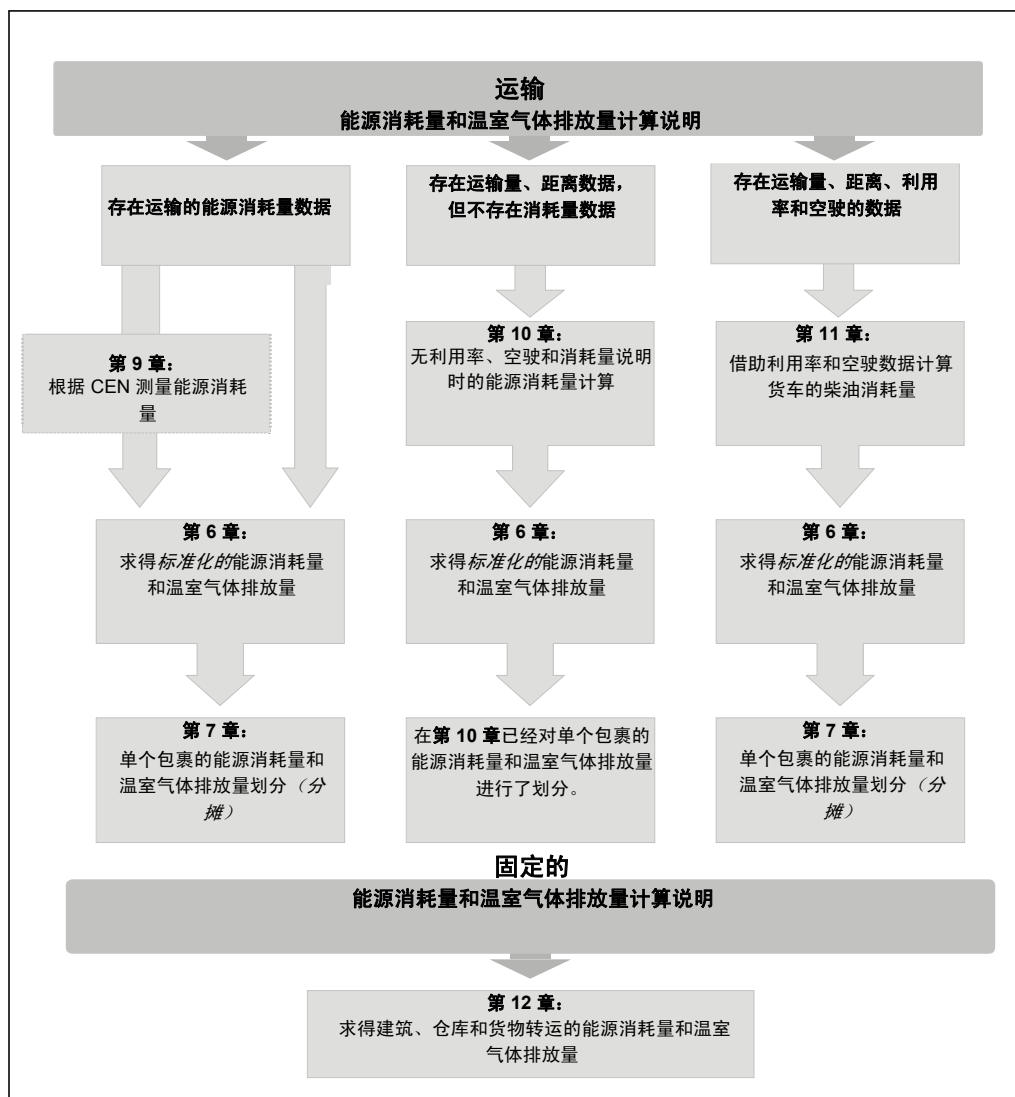 运输
能源消耗量和温室气体排放量计算说明
存在运输的能源消耗量数据
存在运输量、距离数据，
但不存在消耗量数据
存在运输量、距离、利用
率和空驶的数据
第 9 章：
根据 CEN 测量能源消耗
量
第 10 章：
无利用率、空驶和消耗量说明
时的能源消耗量计算
第 11 章：
借助利用率和空驶数据计算
货车的柴油消耗量
第 6 章：
求得标准化的能源消耗量
和温室气体排放量
第 6 章：
求得标准化的能源消耗量
和温室气体排放量
第 6 章：
求得标准化的能源消耗量
和温室气体排放量
第 7 章：
单个包裹的能源消耗量和
温室气体排放量划分（分
摊）
在第 10 章已经对单个包裹的
能源消耗量和温室气体排放量
进行了划分。
第 7 章：
单个包裹的能源消耗量和
温室气体排放量划分（分
摊）
固定的
能源消耗量和温室气体排放量计算说明
第 12 章：
求得建筑、仓库和货物转运的能源消耗量和温室
气体排放量